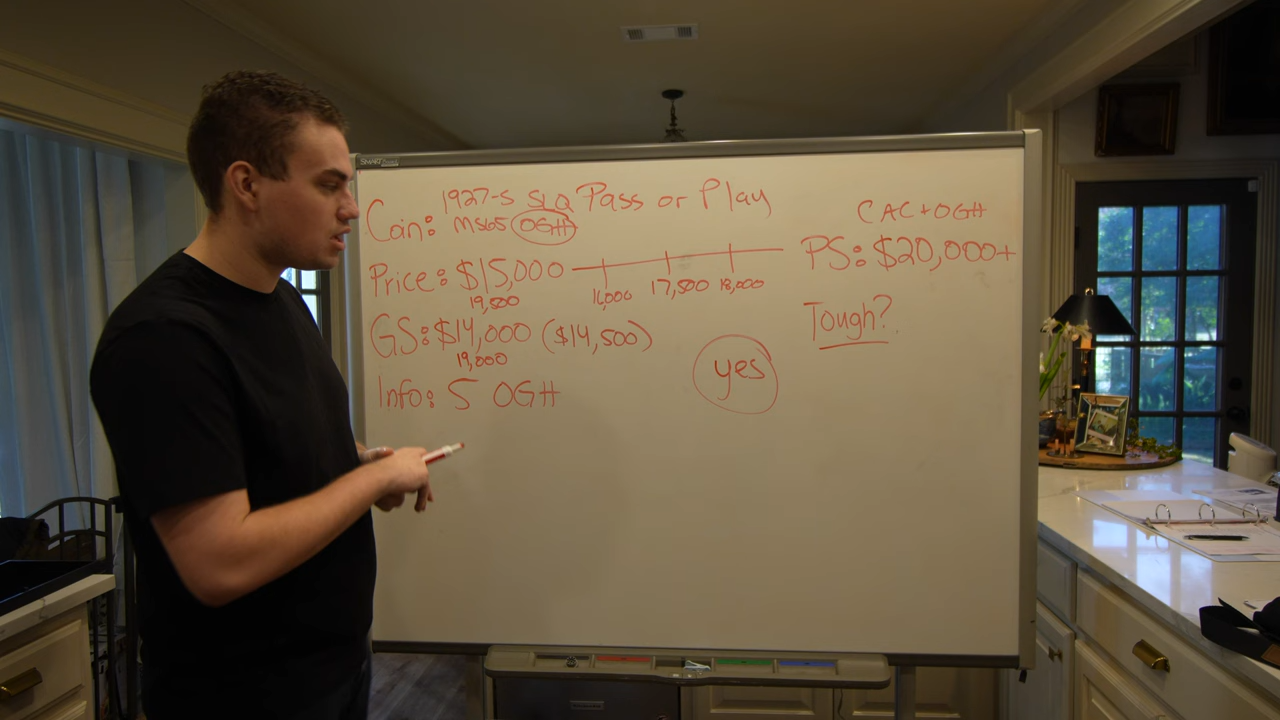 SMART
1927-S SLQ Pass or Play
Coin: MS65 OGH
CAC+OGH
Price: $15,000
19,500
16,000 17,500 18,000
PS: $20,000+
GS: $14,000 ($14,500)
19,000
Tough?
yes
Info: 5 OGH